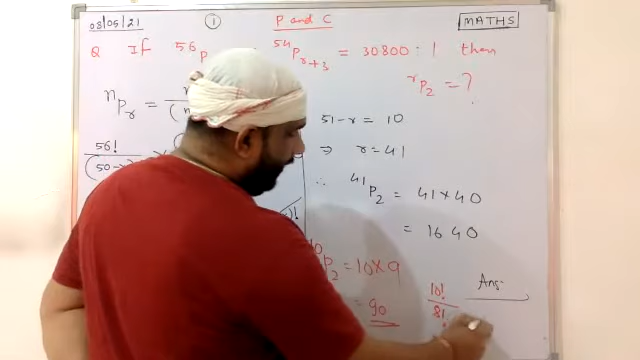 08/05/21 ① P and C MATHS
Q If 56P 54Pr+3 = 30800 : 1 then
rP2 = ?
nPr =
51-r = 10
56!
(50-
⇒ r = 41
∴ 41P2 = 41×40
= 1640
10P2 = 10×9
= 90
10!
8!
Ans